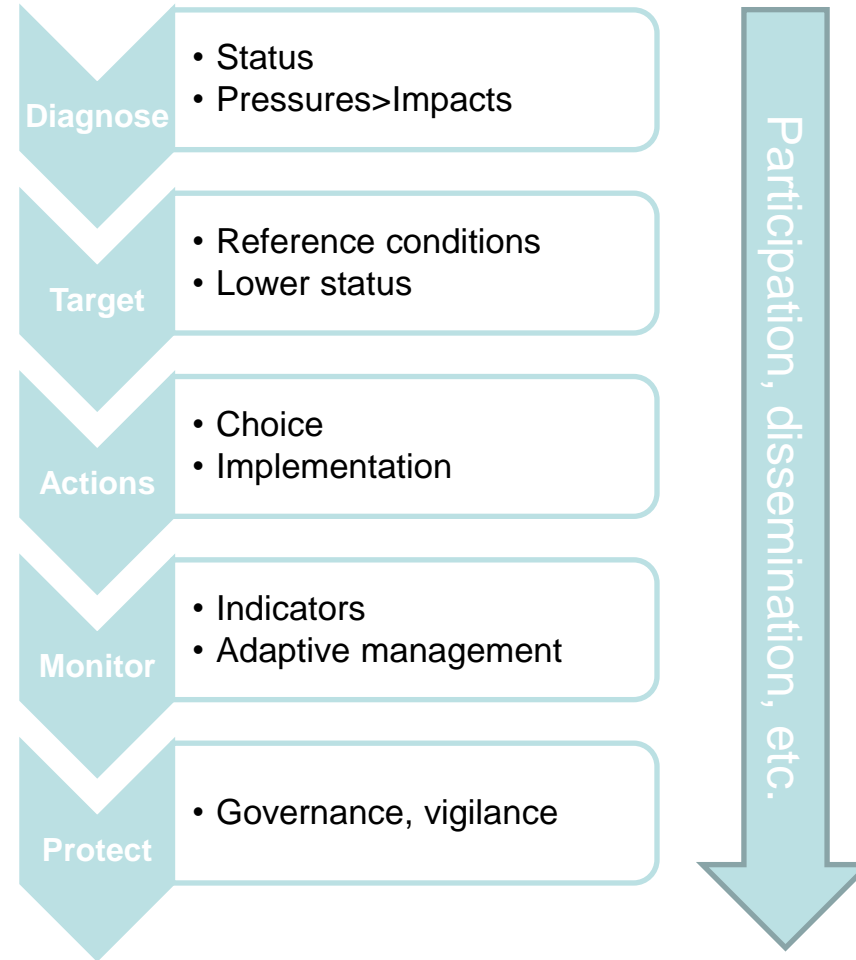 Diagnose
• Status
• Pressures>Impacts
Target
• Reference conditions
• Lower status
Actions
• Choice
• Implementation
Monitor
• Indicators
• Adaptive management
Protect
• Governance, vigilance
Participation, dissemination, etc.